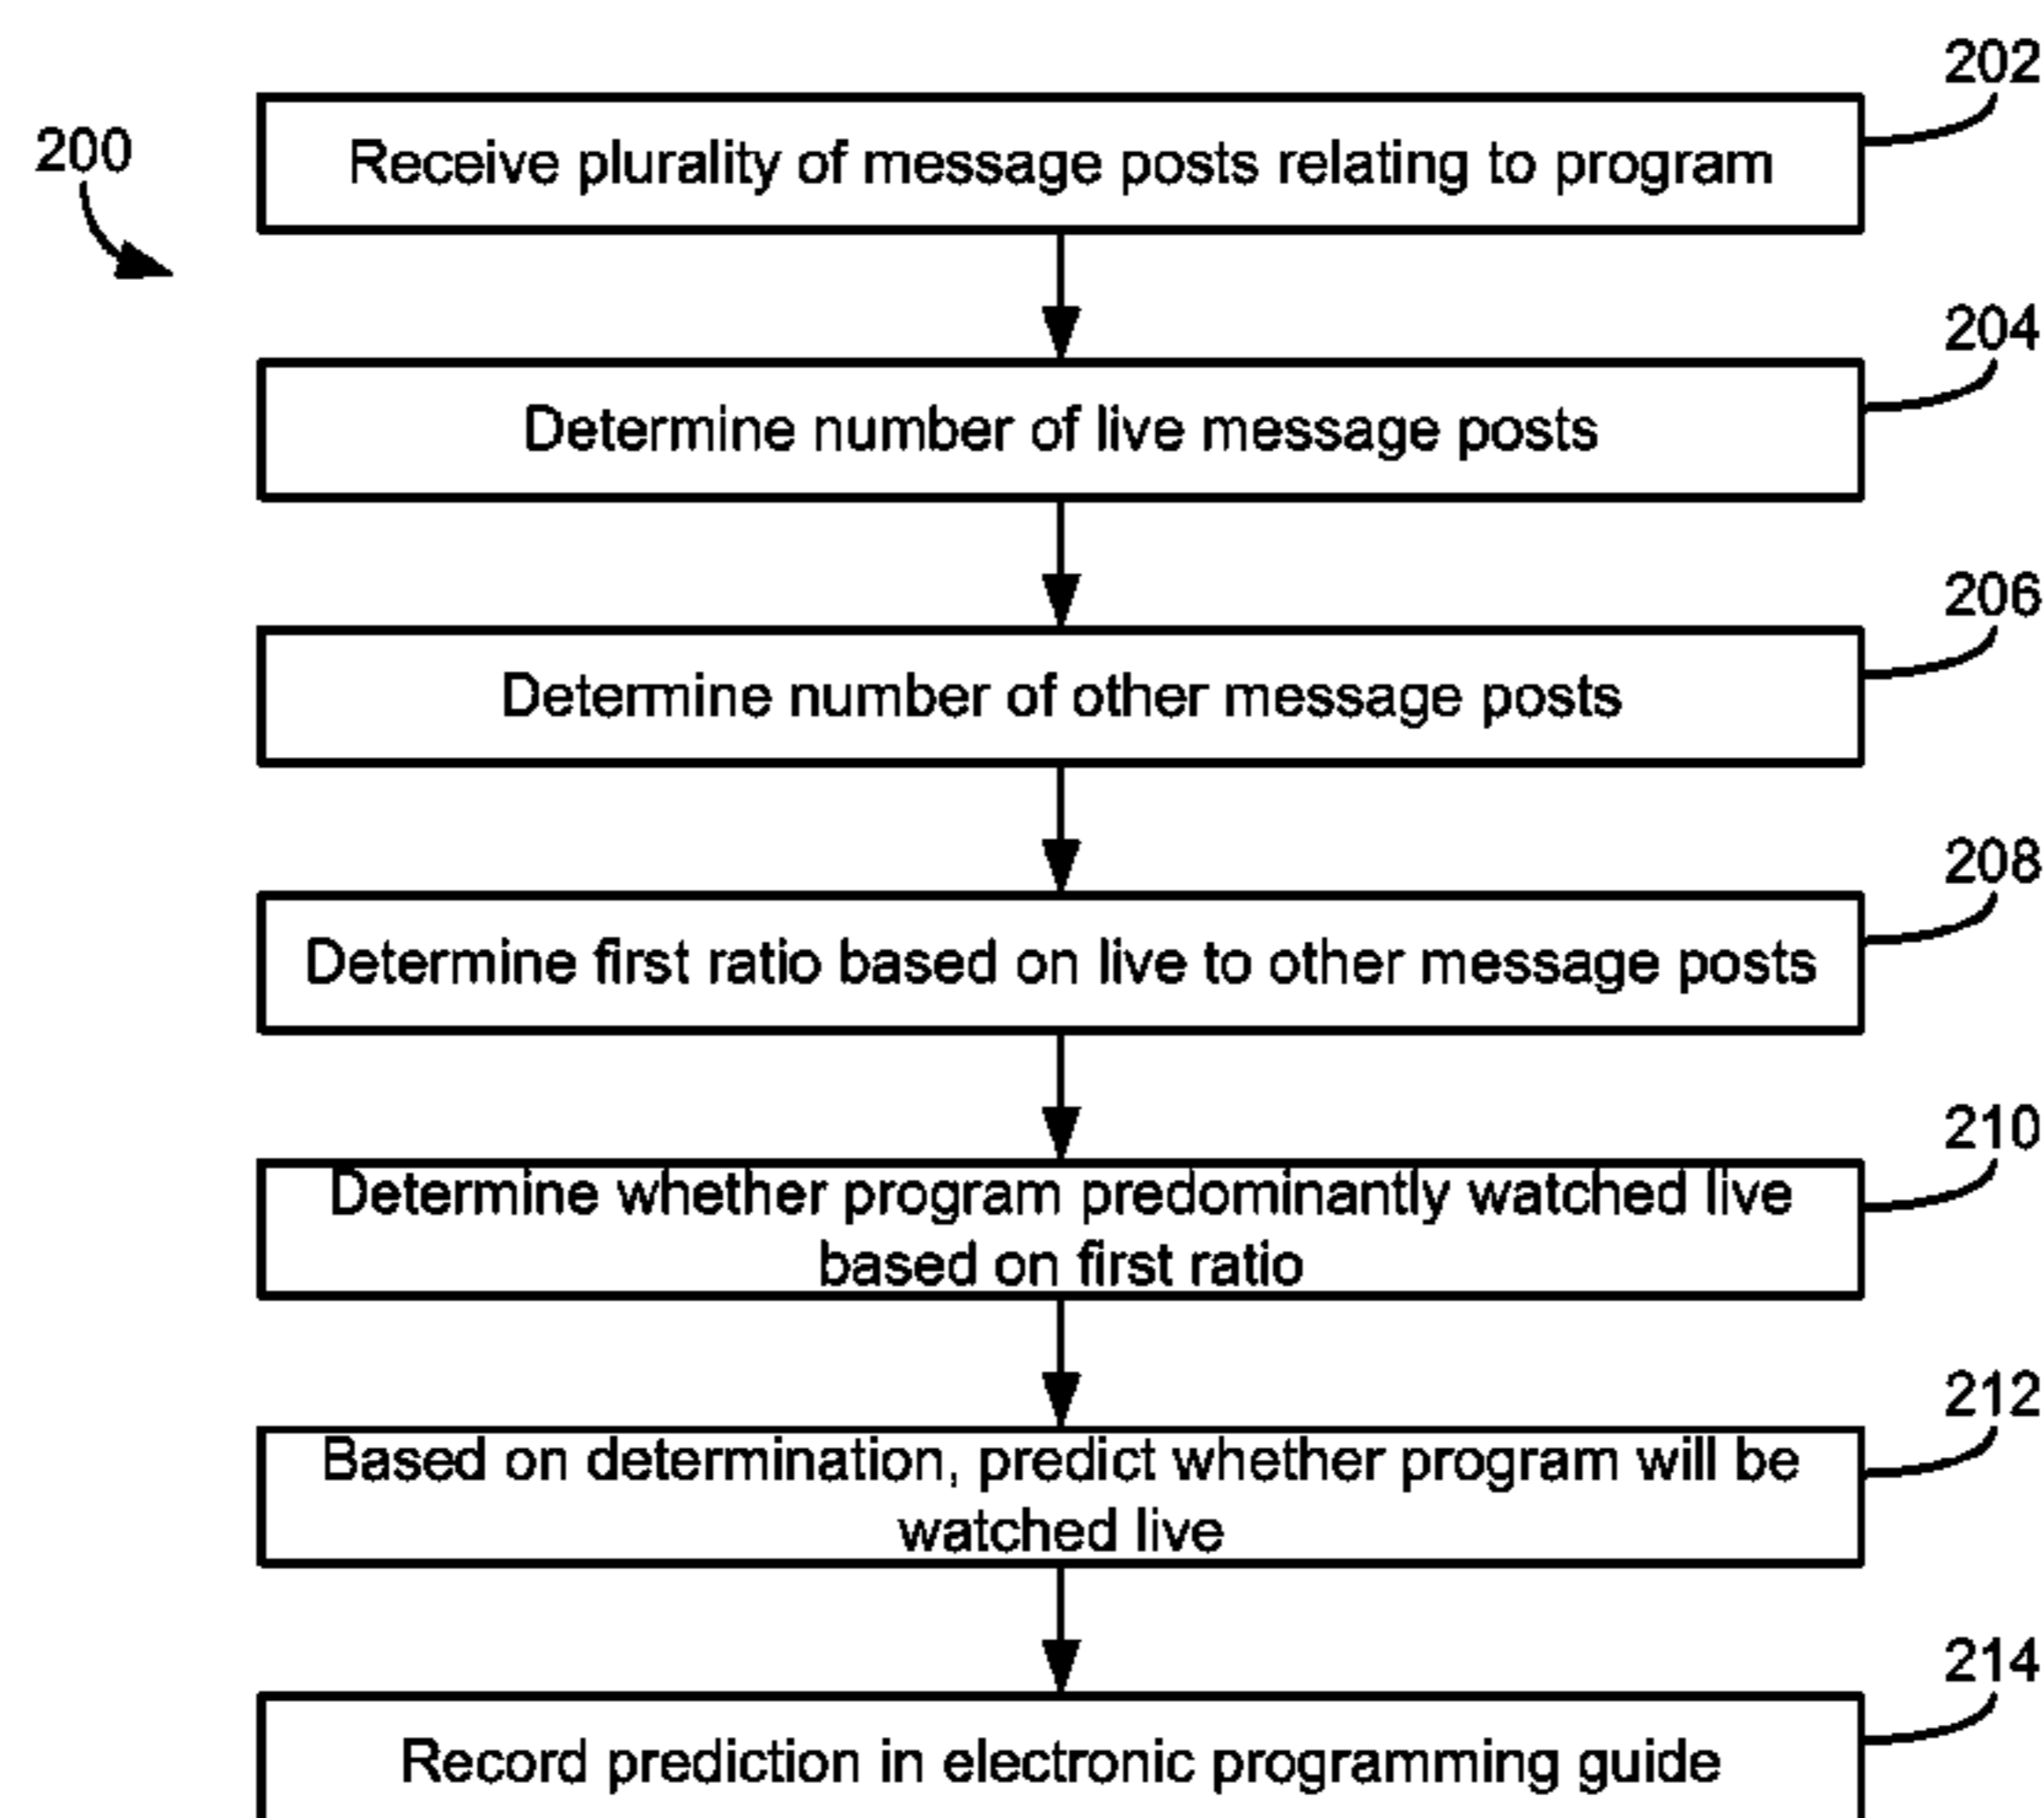 202
200
Receive plurality of message posts relating to program
204
Determine number of live message posts
206
Determine number of other message posts
208
Determine first ratio based on live to other message posts
210
Determine whether program predominantly watched live
based on first ratio
212
Based on determination, predict whether program will be
watched live
214
Record prediction in electronic programming guide